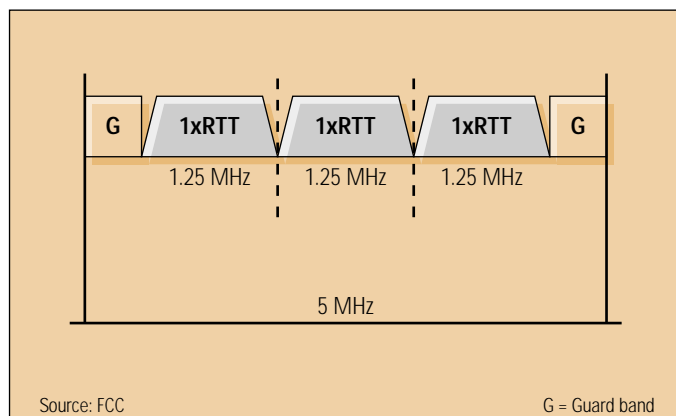 G 1xRTT 1xRTT 1xRTT G
1.25 MHz 1.25 MHz 1.25 MHz
5 MHz
Source: FCC G = Guard band